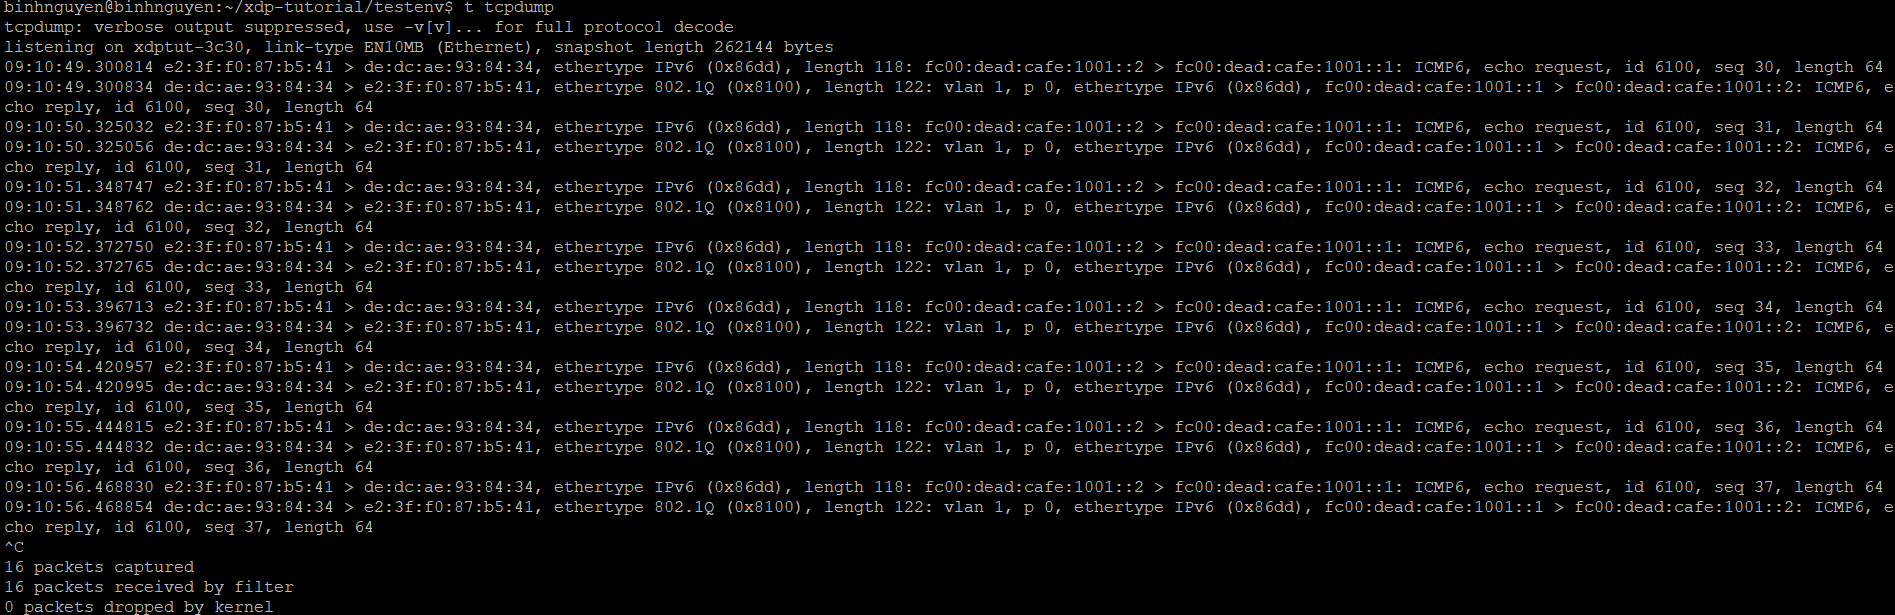 binhnguyen@binhnguyen:~/xdp-tutorial/testenv$ t tcpdump
tcpdump: verbose output suppressed, use -v[v]... for full protocol decode
listening on xdptut-3c30, link-type EN10MB (Ethernet), snapshot length 262144 bytes
09:10:49.300814 e2:3f:f0:87:b5:41 > de:dc:ae:93:84:34, ethertype IPv6 (0x86dd), length 118: fc00:dead:cafe:1001::2 > fc00:dead:cafe:1001::1: ICMP6, echo request, id 6100, seq 30, length 64
09:10:49.300834 de:dc:ae:93:84:34 > e2:3f:f0:87:b5:41, ethertype 802.1Q (0x8100), length 122: vlan 1, p 0, ethertype IPv6 (0x86dd), fc00:dead:cafe:1001::1 > fc00:dead:cafe:1001::2: ICMP6, e
cho reply, id 6100, seq 30, length 64
09:10:50.325032 e2:3f:f0:87:b5:41 > de:dc:ae:93:84:34, ethertype IPv6 (0x86dd), length 118: fc00:dead:cafe:1001::2 > fc00:dead:cafe:1001::1: ICMP6, echo request, id 6100, seq 31, length 64
09:10:50.325056 de:dc:ae:93:84:34 > e2:3f:f0:87:b5:41, ethertype 802.1Q (0x8100), length 122: vlan 1, p 0, ethertype IPv6 (0x86dd), fc00:dead:cafe:1001::1 > fc00:dead:cafe:1001::2: ICMP6, e
cho reply, id 6100, seq 31, length 64
09:10:51.348747 e2:3f:f0:87:b5:41 > de:dc:ae:93:84:34, ethertype IPv6 (0x86dd), length 118: fc00:dead:cafe:1001::2 > fc00:dead:cafe:1001::1: ICMP6, echo request, id 6100, seq 32, length 64
09:10:51.348762 de:dc:ae:93:84:34 > e2:3f:f0:87:b5:41, ethertype 802.1Q (0x8100), length 122: vlan 1, p 0, ethertype IPv6 (0x86dd), fc00:dead:cafe:1001::1 > fc00:dead:cafe:1001::2: ICMP6, e
cho reply, id 6100, seq 32, length 64
09:10:52.372750 e2:3f:f0:87:b5:41 > de:dc:ae:93:84:34, ethertype IPv6 (0x86dd), length 118: fc00:dead:cafe:1001::2 > fc00:dead:cafe:1001::1: ICMP6, echo request, id 6100, seq 33, length 64
09:10:52.372765 de:dc:ae:93:84:34 > e2:3f:f0:87:b5:41, ethertype 802.1Q (0x8100), length 122: vlan 1, p 0, ethertype IPv6 (0x86dd), fc00:dead:cafe:1001::1 > fc00:dead:cafe:1001::2: ICMP6, e
cho reply, id 6100, seq 33, length 64
09:10:53.396713 e2:3f:f0:87:b5:41 > de:dc:ae:93:84:34, ethertype IPv6 (0x86dd), length 118: fc00:dead:cafe:1001::2 > fc00:dead:cafe:1001::1: ICMP6, echo request, id 6100, seq 34, length 64
09:10:53.396732 de:dc:ae:93:84:34 > e2:3f:f0:87:b5:41, ethertype 802.1Q (0x8100), length 122: vlan 1, p 0, ethertype IPv6 (0x86dd), fc00:dead:cafe:1001::1 > fc00:dead:cafe:1001::2: ICMP6, e
cho reply, id 6100, seq 34, length 64
09:10:54.420957 e2:3f:f0:87:b5:41 > de:dc:ae:93:84:34, ethertype IPv6 (0x86dd), length 118: fc00:dead:cafe:1001::2 > fc00:dead:cafe:1001::1: ICMP6, echo request, id 6100, seq 35, length 64
09:10:54.420995 de:dc:ae:93:84:34 > e2:3f:f0:87:b5:41, ethertype 802.1Q (0x8100), length 122: vlan 1, p 0, ethertype IPv6 (0x86dd), fc00:dead:cafe:1001::1 > fc00:dead:cafe:1001::2: ICMP6, e
cho reply, id 6100, seq 35, length 64
09:10:55.444815 e2:3f:f0:87:b5:41 > de:dc:ae:93:84:34, ethertype IPv6 (0x86dd), length 118: fc00:dead:cafe:1001::2 > fc00:dead:cafe:1001::1: ICMP6, echo request, id 6100, seq 36, length 64
09:10:55.444832 de:dc:ae:93:84:34 > e2:3f:f0:87:b5:41, ethertype 802.1Q (0x8100), length 122: vlan 1, p 0, ethertype IPv6 (0x86dd), fc00:dead:cafe:1001::1 > fc00:dead:cafe:1001::2: ICMP6, e
cho reply, id 6100, seq 36, length 64
09:10:56.468830 e2:3f:f0:87:b5:41 > de:dc:ae:93:84:34, ethertype IPv6 (0x86dd), length 118: fc00:dead:cafe:1001::2 > fc00:dead:cafe:1001::1: ICMP6, echo request, id 6100, seq 37, length 64
09:10:56.468854 de:dc:ae:93:84:34 > e2:3f:f0:87:b5:41, ethertype 802.1Q (0x8100), length 122: vlan 1, p 0, ethertype IPv6 (0x86dd), fc00:dead:cafe:1001::1 > fc00:dead:cafe:1001::2: ICMP6, e
cho reply, id 6100, seq 37, length 64
^C
16 packets captured
16 packets received by filter
0 packets dropped by kernel